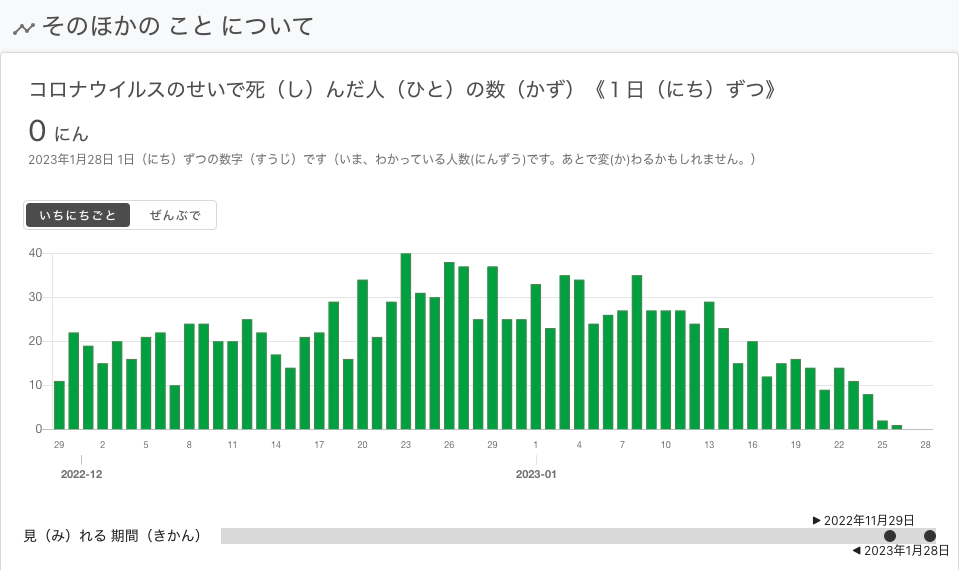 そのほかの こと について
コロナウイルスのせいで死（し）んだ人（ひと）の数（かず）《１日（にち）ずつ》
0 にん
2023年1月28日 1日（にち）ずつの数字（すうじ）です（いま、わかっている人数(にんずう)です。あとで変(か)わるかもしれません。）
いちにちごと ぜんぶで
40
30
20
10
0
29 2 5 8 11 14 17 20 23 26 29 1 4 7 10 13 16 19 22 25 28
2022-12 2023-01
▶ 2022年11月29日
見（み）れる 期間（きかん）
◀ 2023年1月28日